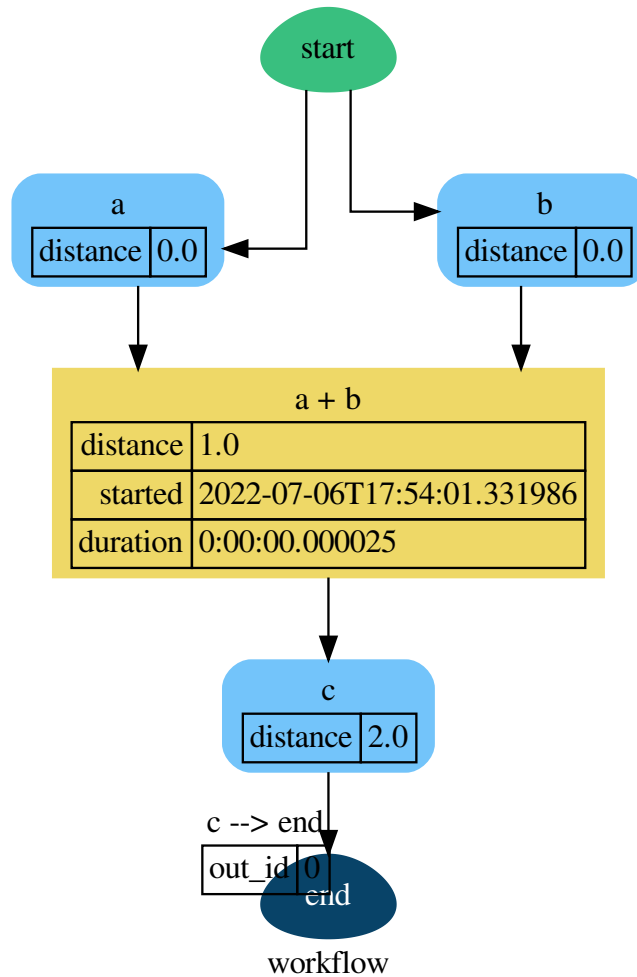 start
a
distance 0.0
b
distance 0.0
a + b
distance 1.0
started 2022-07-06T17:54:01.331986
duration 0:00:00.000025
c
distance 2.0
c --> end
out_id 0
end
workflow